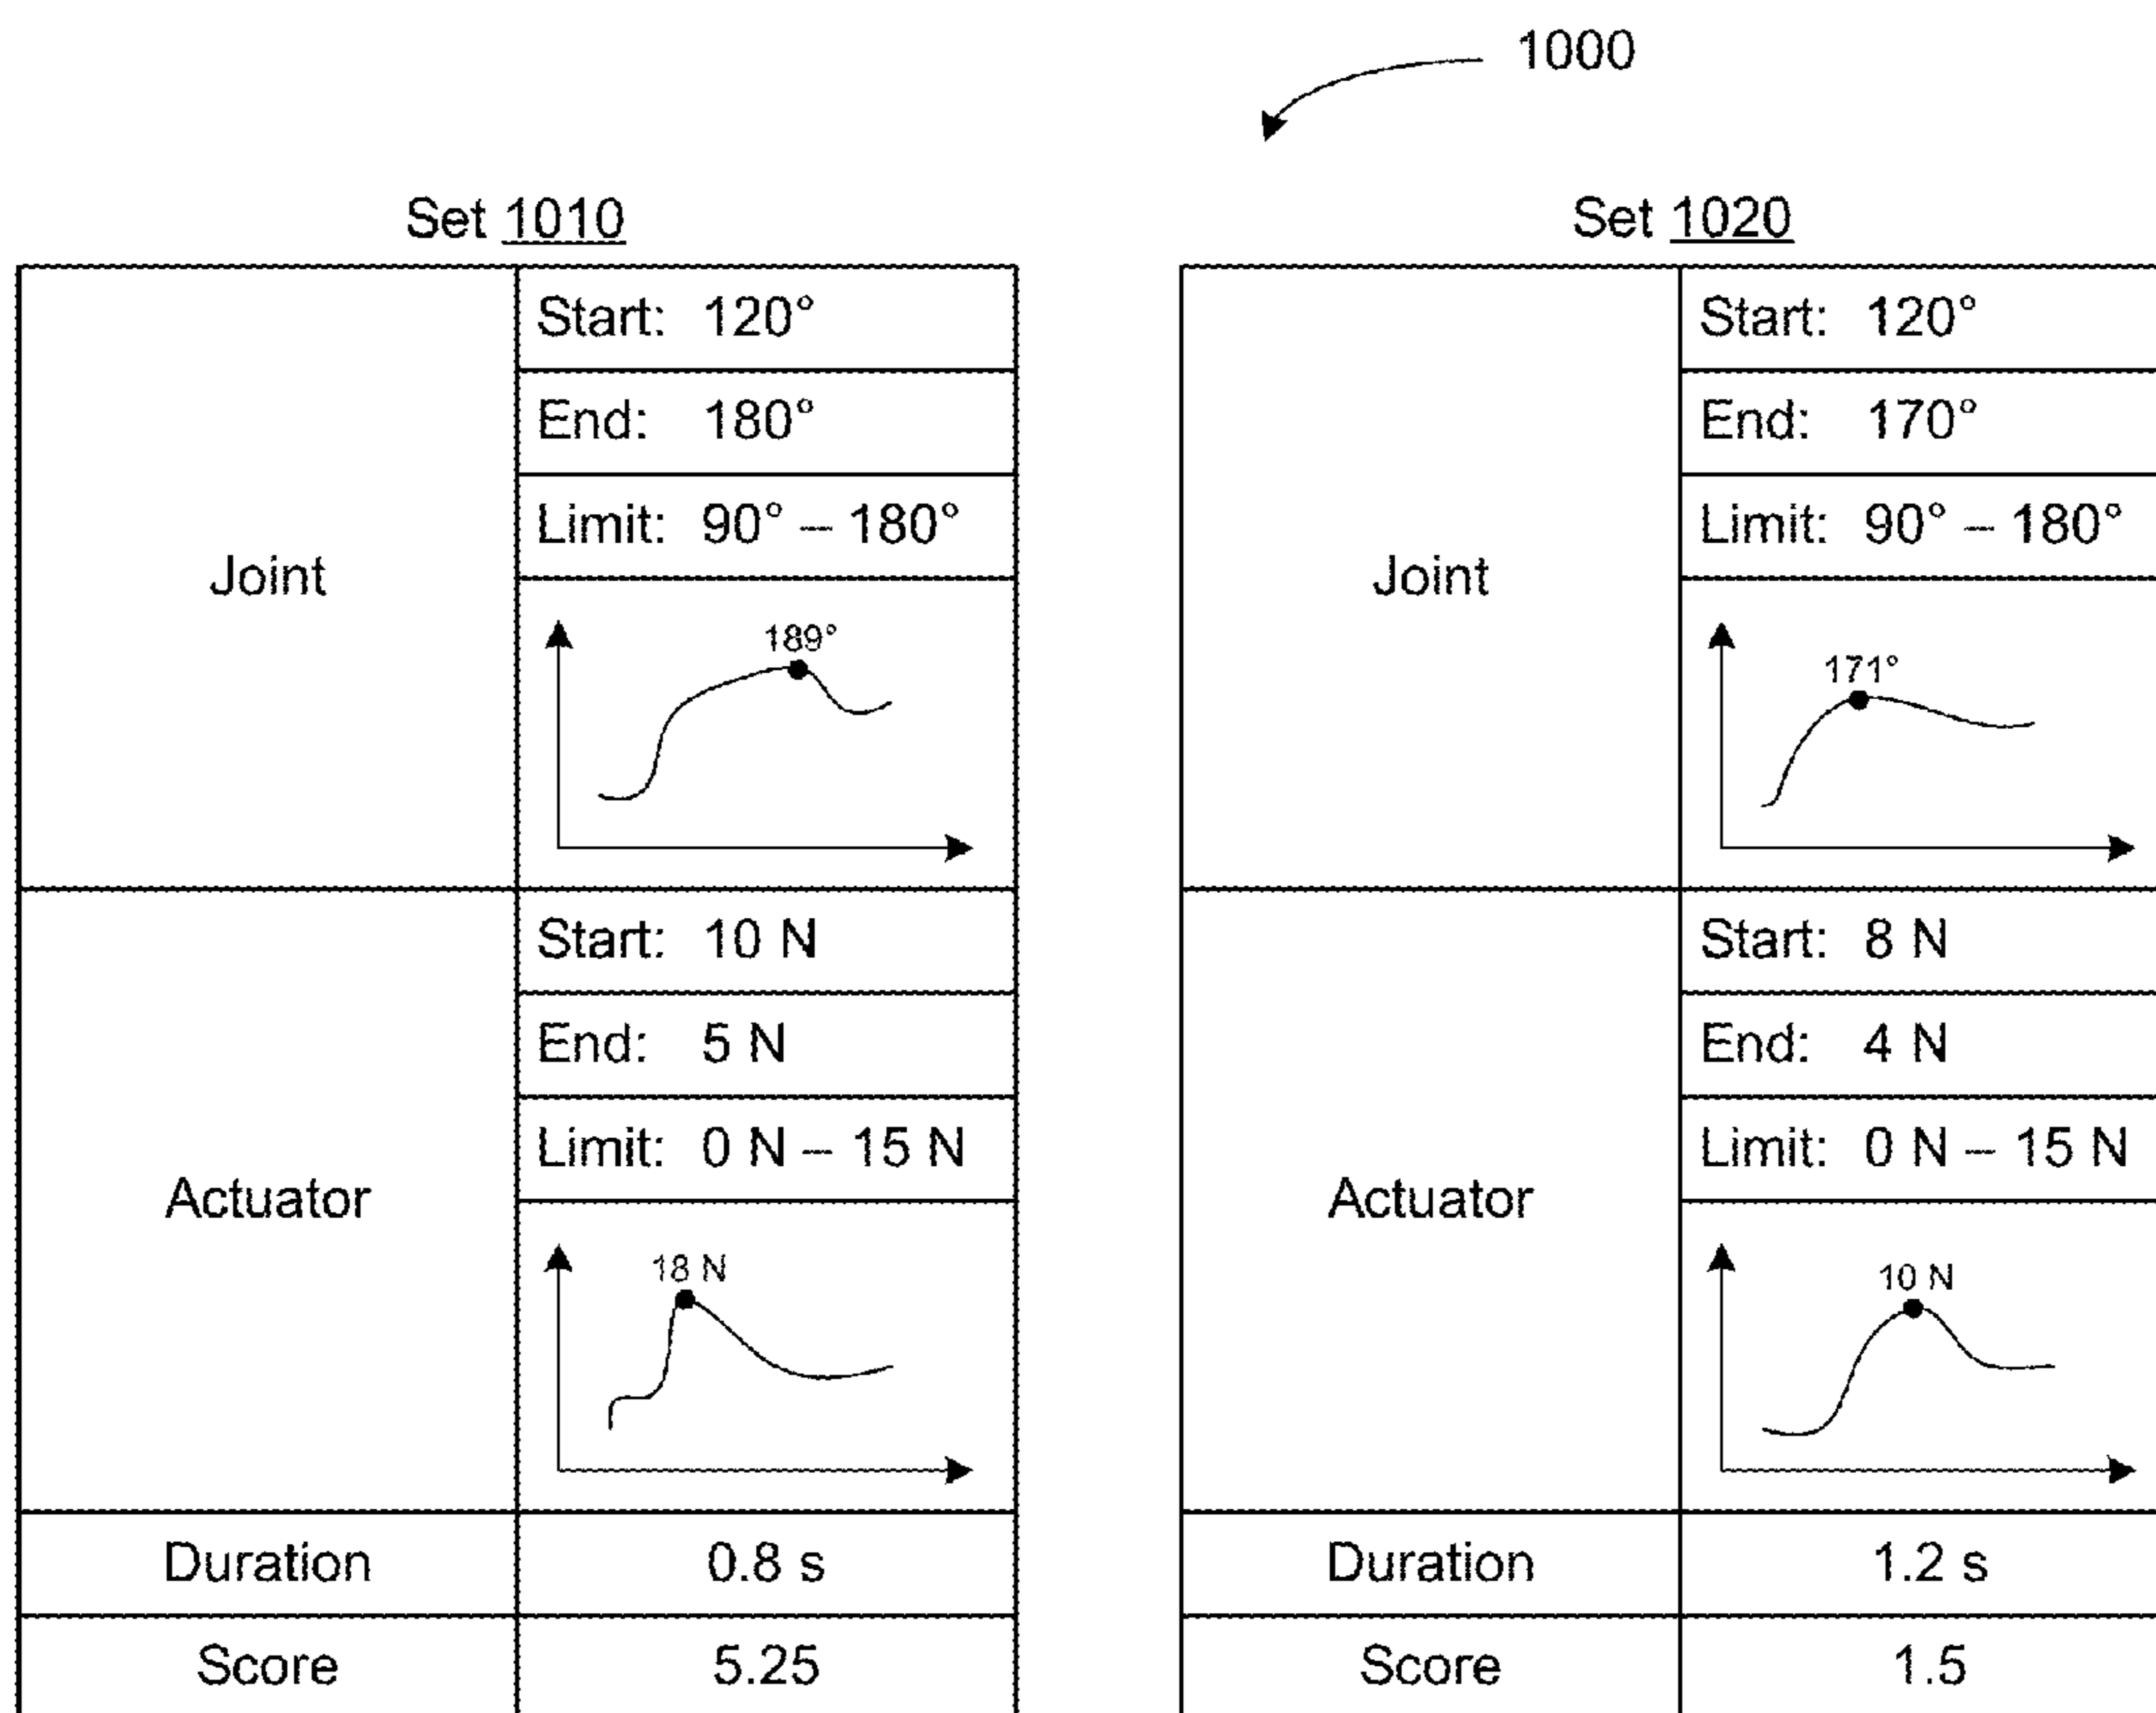 1000
Set 1010
Joint
Start: 120°
End: 180°
Limit: 90° – 180°
189°
Actuator
Start: 10 N
End: 5 N
Limit: 0 N – 15 N
18 N
Duration 0.8 s
Score 5.25
Set 1020
Joint
Start: 120°
End: 170°
Limit: 90° – 180°
171°
Actuator
Start: 8 N
End: 4 N
Limit: 0 N – 15 N
10 N
Duration 1.2 s
Score 1.5